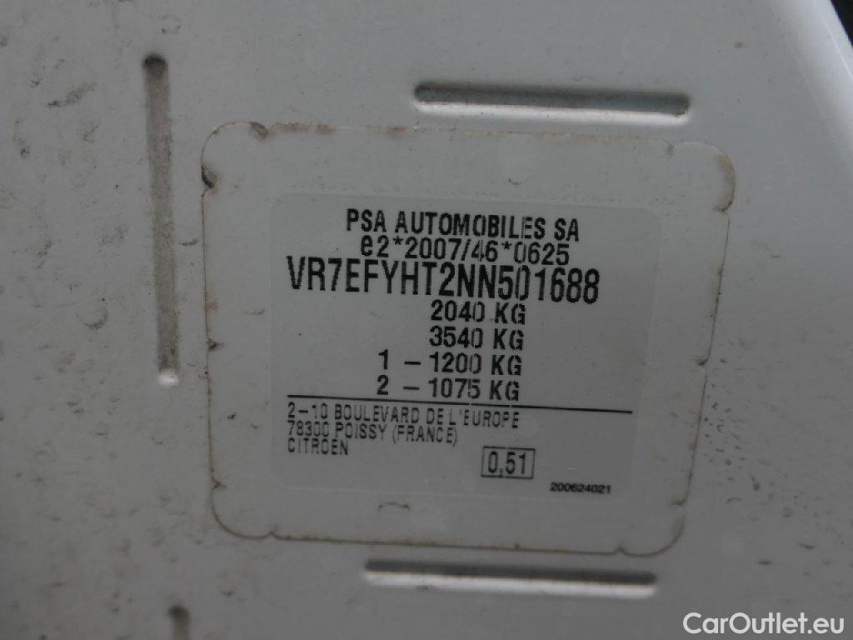 PSA AUTOMOBILES SA
e2*2007/46*0625
VR7EFYHT2NN501688
2040 KG
3540 KG
1 - 1200 KG
2 - 1075 KG
2-10 BOULEVARD DE L'EUROPE
78300 POISSY (FRANCE)
CITROEN
0,51
200624021
CarOutlet.eu